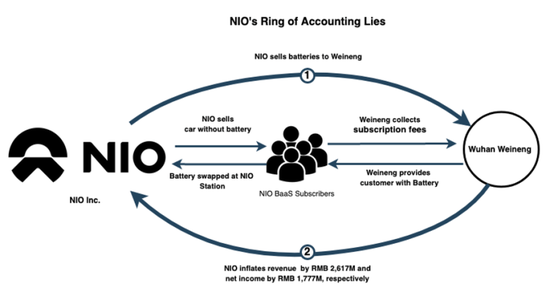 NIO's Ring of Accounting Lies
NIO sells batteries to Weineng
1
NIO sells
car without battery
Weineng collects
subscription fees
NIO
Wuhan Weineng
Battery swapped at NIO
Station
Weineng provides
customer with Battery
NIO BaaS Subscribers
NIO Inc.
2
NIO inflates revenue by RMB 2,617M and
net income by RMB 1,777M, respectively